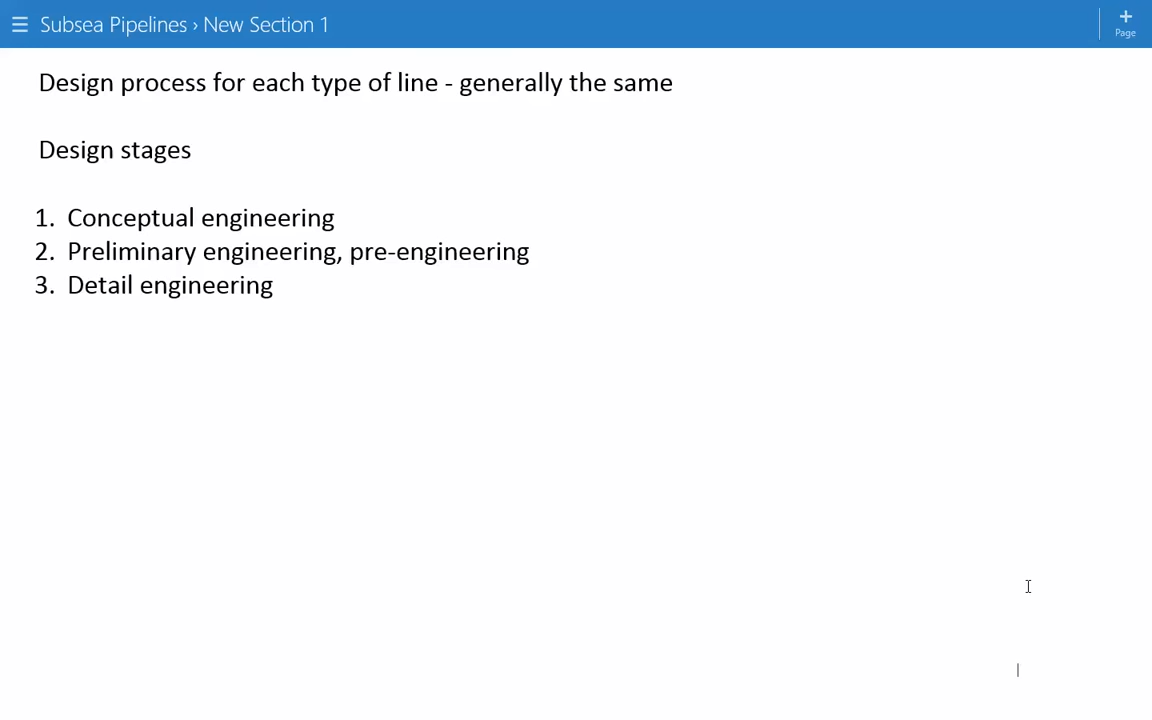 Subsea Pipelines › New Section 1
+
Page
Design process for each type of line - generally the same
Design stages
1. Conceptual engineering
2. Preliminary engineering, pre-engineering
3. Detail engineering